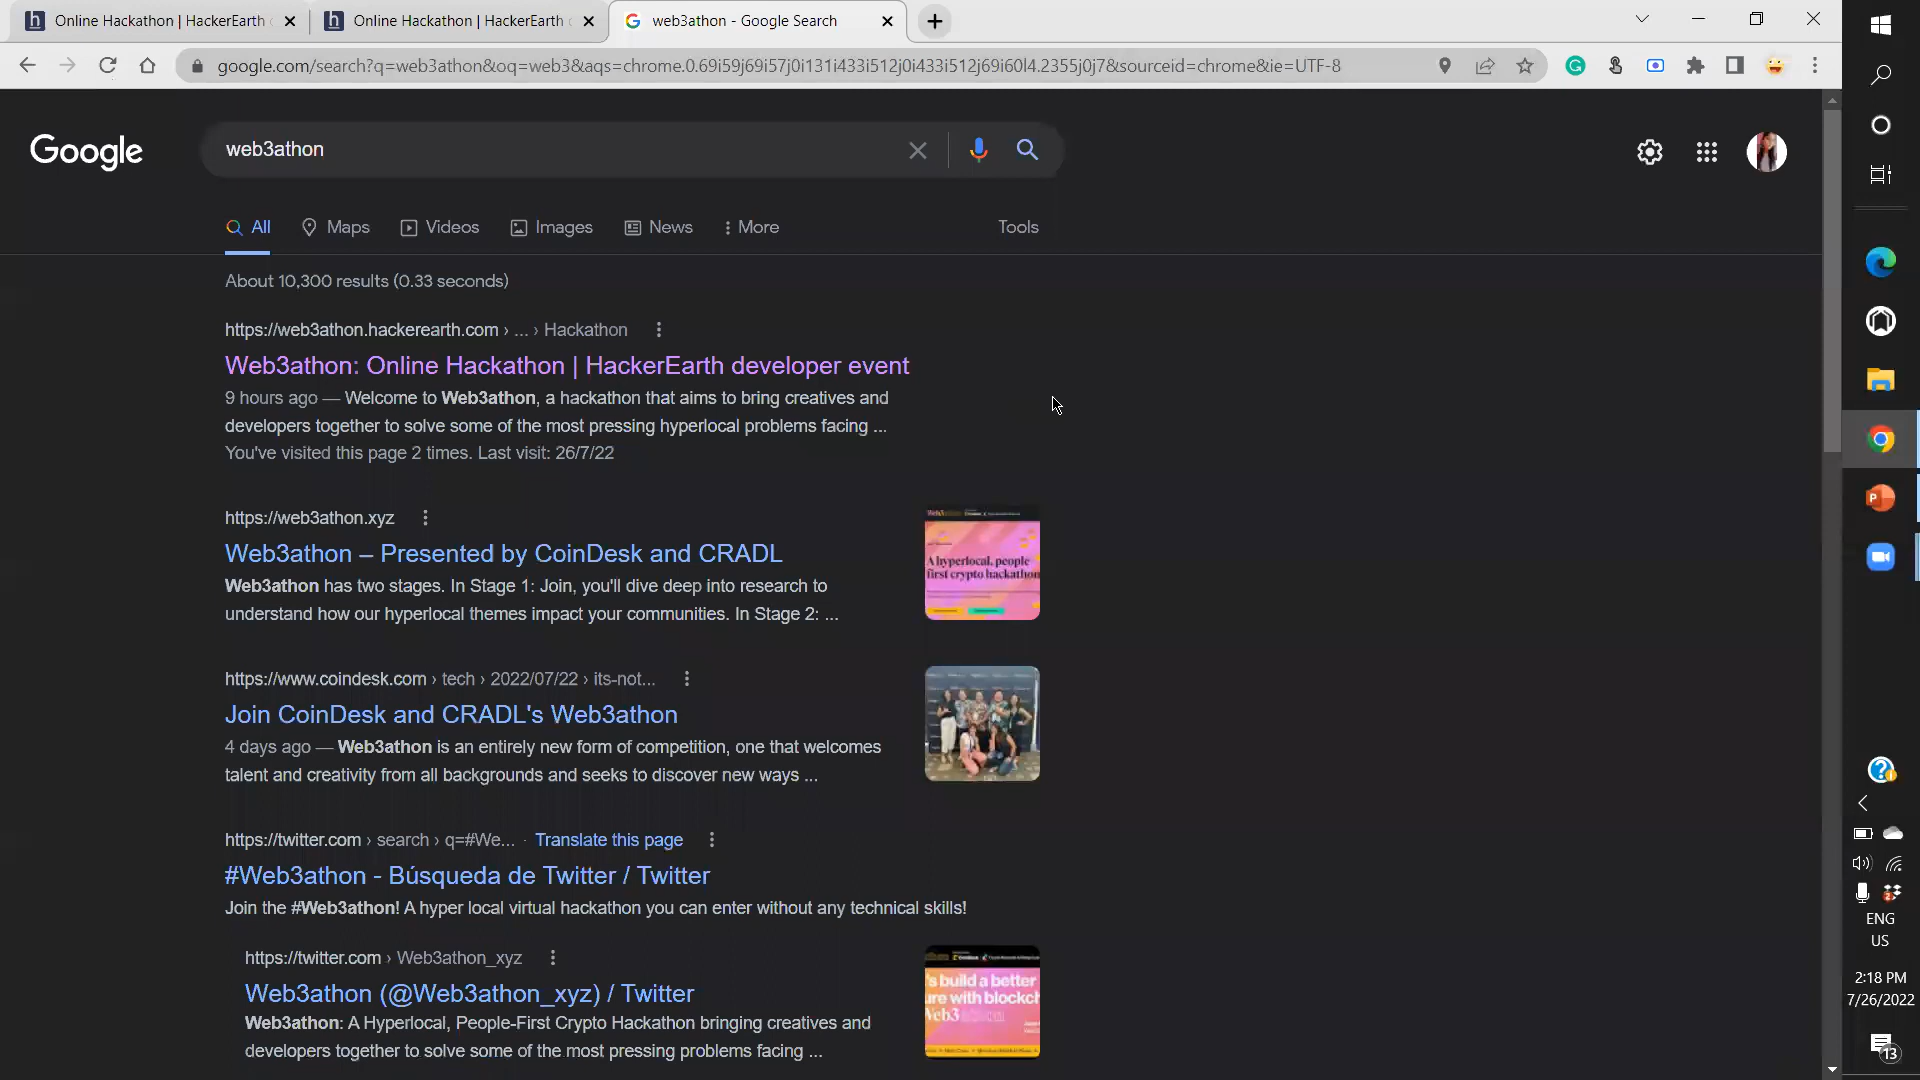 Online Hackathon | HackerEarth
Online Hackathon | HackerEarth
web3athon - Google Search
google.com/search?q=web3athon&oq=web3&aqs=chrome.0.69i59j69i57j0i131i433i512j0i433i512j69i60l4.2355j0j7&sourceid=chrome&ie=UTF-8
Google
web3athon
All
Maps
Videos
Images
News
More
Tools
About 10,300 results (0.33 seconds)
https://web3athon.hackerearth.com › ... › Hackathon
Web3athon: Online Hackathon | HackerEarth developer event
9 hours ago — Welcome to Web3athon, a hackathon that aims to bring creatives and
developers together to solve some of the most pressing hyperlocal problems facing ...
You've visited this page 2 times. Last visit: 26/7/22
https://web3athon.xyz
Web3athon – Presented by CoinDesk and CRADL
Web3athon has two stages. In Stage 1: Join, you'll dive deep into research to
understand how our hyperlocal themes impact your communities. In Stage 2: ...
A hyperlocal, people
first crypto hackathon
https://www.coindesk.com › tech › 2022/07/22 › its-not...
Join CoinDesk and CRADL's Web3athon
4 days ago — Web3athon is an entirely new form of competition, one that welcomes
talent and creativity from all backgrounds and seeks to discover new ways ...
https://twitter.com › search › q=#We... · Translate this page
#Web3athon - Búsqueda de Twitter / Twitter
Join the #Web3athon! A hyper local virtual hackathon you can enter without any technical skills!
https://twitter.com › Web3athon_xyz
Web3athon (@Web3athon_xyz) / Twitter
Web3athon: A Hyperlocal, People-First Crypto Hackathon bringing creatives and
developers together to solve some of the most pressing problems facing ...
's build a better
ure with blockch
ENG
US
2:18 PM
7/26/2022
13